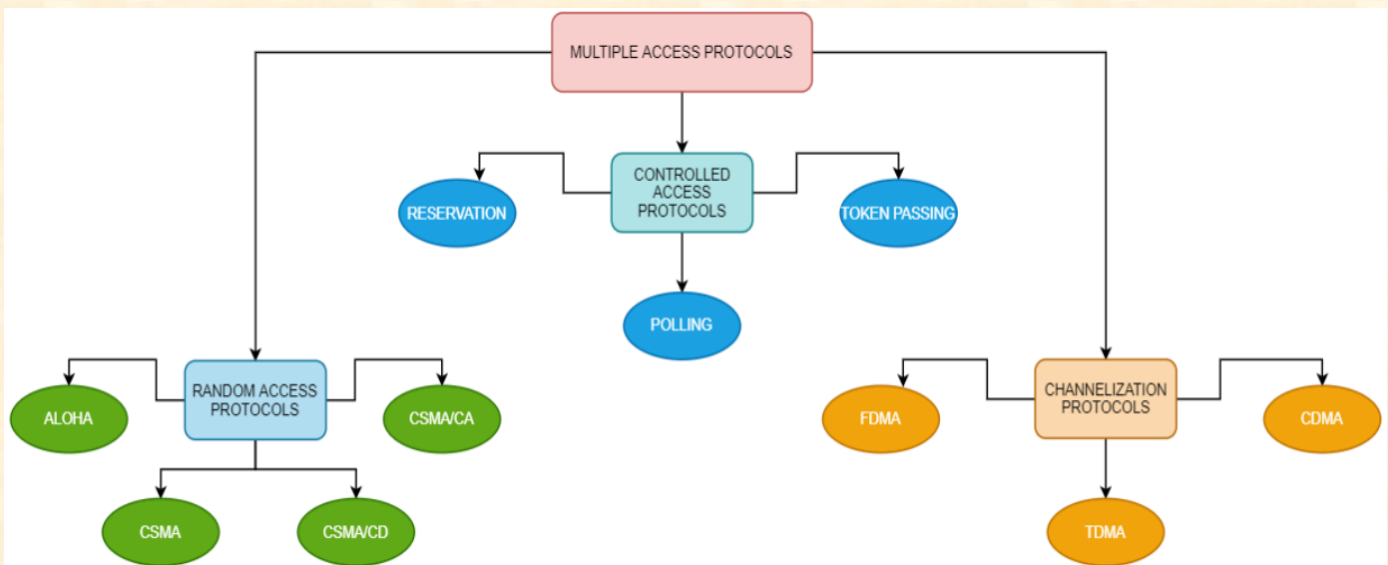 MULTIPLE ACCESS PROTOCOLS
CONTROLLED
ACCESS
PROTOCOLS
RESERVATION
TOKEN PASSING
POLLING
RANDOM ACCESS
PROTOCOLS
ALOHA
CSMA/CA
CSMA
CSMA/CD
CHANNELIZATION
PROTOCOLS
FDMA
CDMA
TDMA